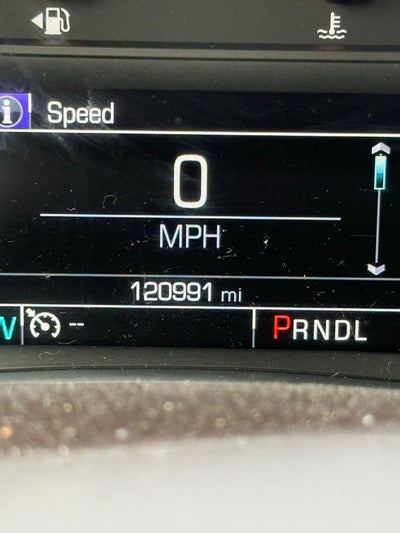 i Speed
0
MPH
120991 mi
W -- PRNDL